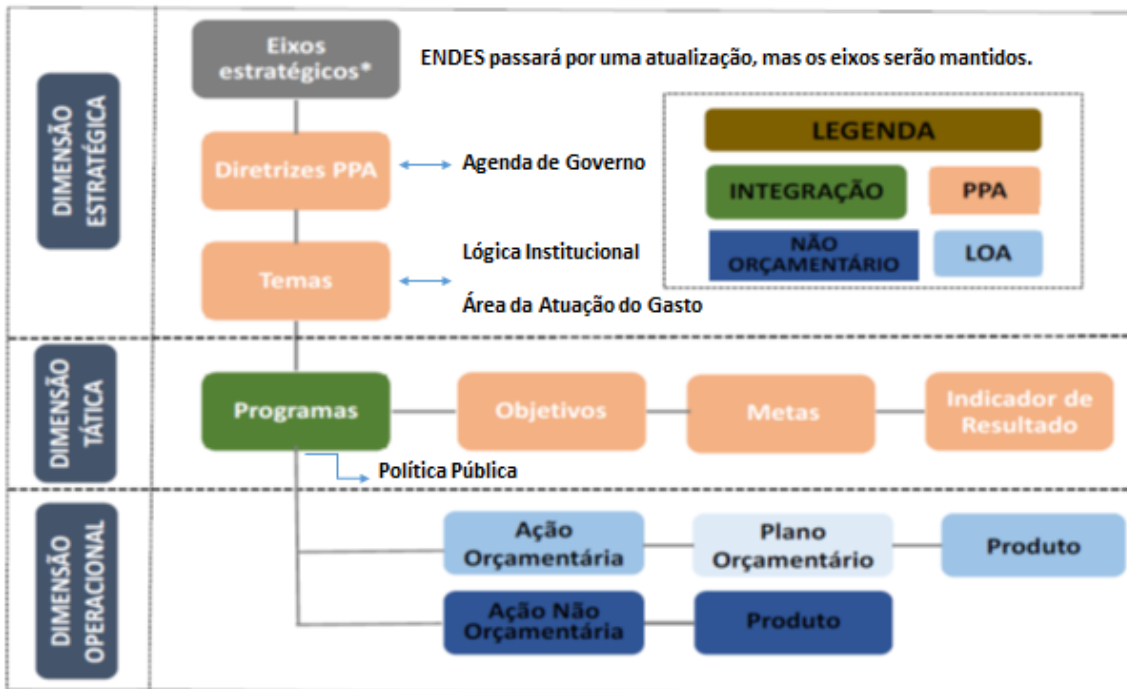 DIMENSÃO
ESTRATÉGICA
Eixos
estratégicos*
ENDES passará por uma atualização, mas os eixos serão mantidos.
Diretrizes PPA
Agenda de Governo
Temas
Lógica Institucional
Área da Atuação do Gasto
LEGENDA
INTEGRAÇÃO
PPA
NÃO
ORÇAMENTÁRIO
LOA
DIMENSÃO
TÁTICA
Programas
Objetivos
Metas
Indicador de
Resultado
Política Pública
DIMENSÃO
OPERACIONAL
Ação
Orçamentária
Plano
Orçamentário
Produto
Ação Não
Orçamentária
Produto